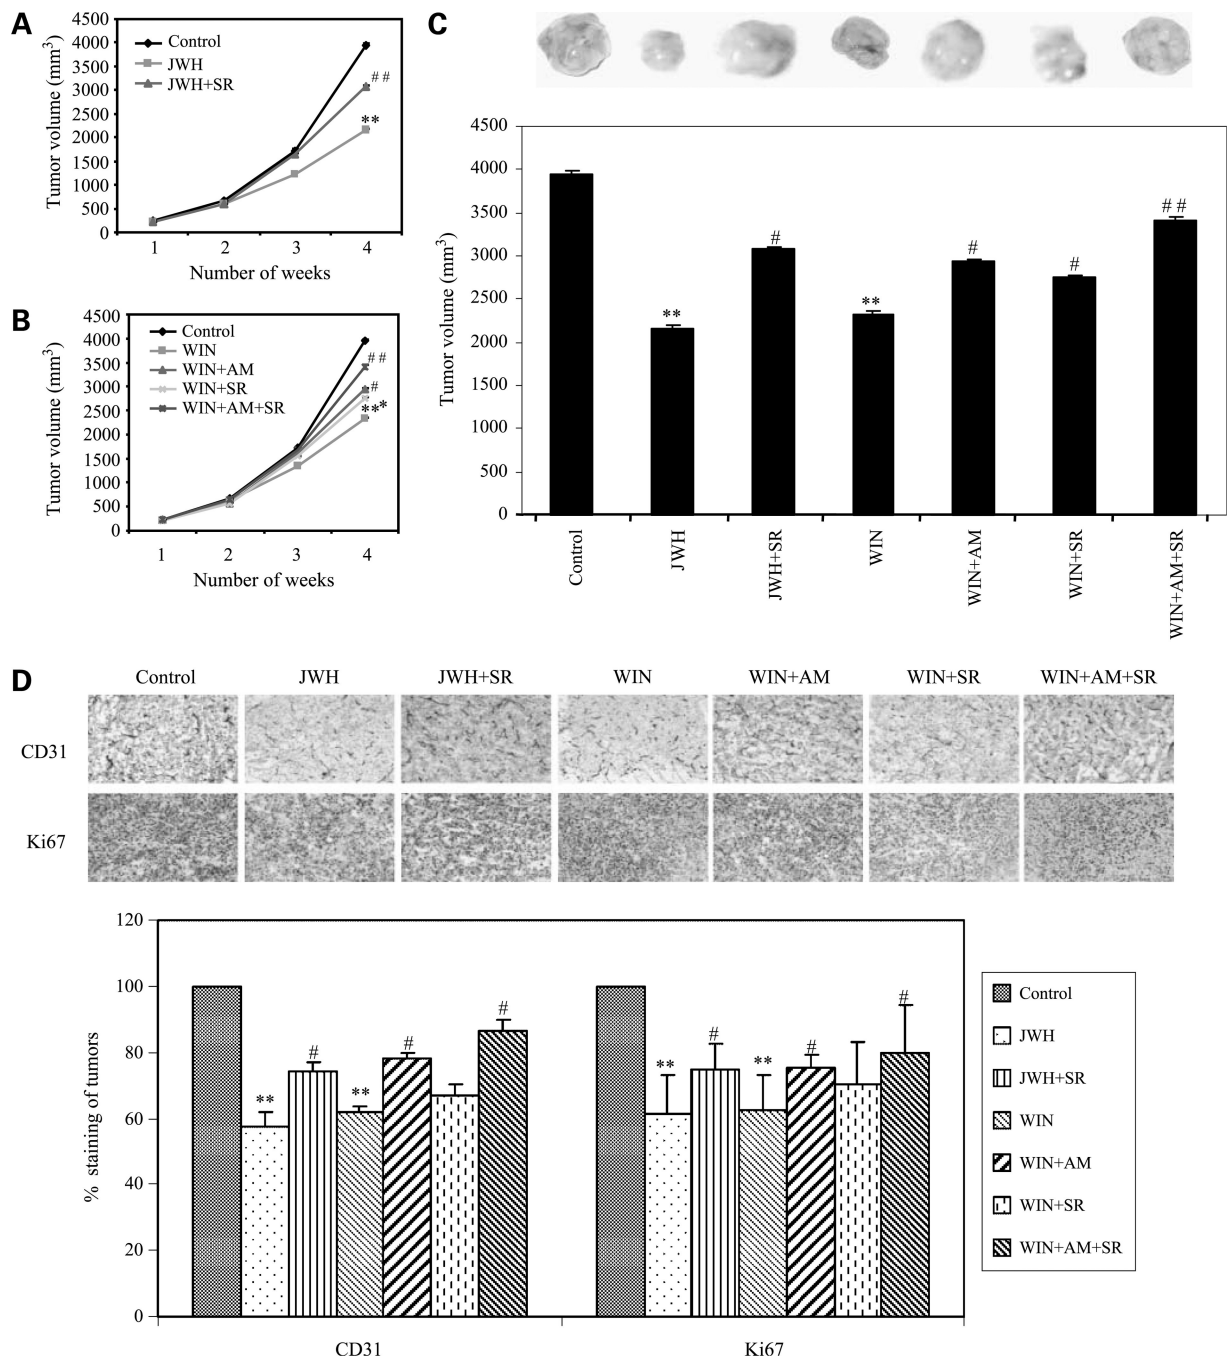 A
Tumor volume (mm3)
4500
4000
3500
3000
2500
2000
1500
1000
500
0
Control
JWH
JWH+SR
# #
**
1 2 3 4
Number of weeks
B
Tumor volume (mm3)
4500
4000
3500
3000
2500
2000
1500
1000
500
0
Control
WIN
WIN+AM
WIN+SR
WIN+AM+SR
# #
#
***
1 2 3 4
Number of weeks
C
Tumor volume (mm3)
4500
4000
3500
3000
2500
2000
1500
1000
500
0
** # ** # # # #
Control JWH JWH+SR WIN WIN+AM WIN+SR WIN+AM+SR
D
Control JWH JWH+SR WIN WIN+AM WIN+SR WIN+AM+SR
CD31
Ki67
% staining of tumors
120
100
80
60
40
20
0
** # ** # #
** # ** # #
CD31 Ki67
Control
JWH
JWH+SR
WIN
WIN+AM
WIN+SR
WIN+AM+SR